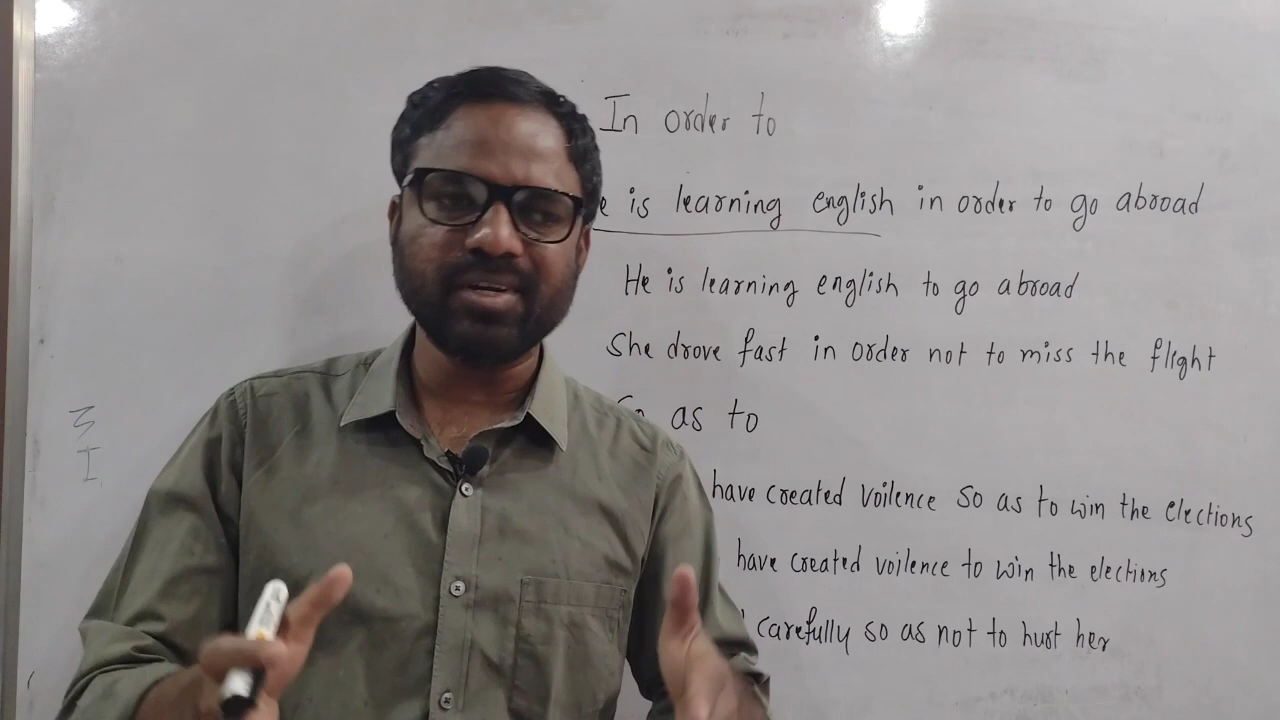 In order to
e is learning english in order to go abroad
He is learning english to go abroad
She drove fast in order not to miss the flight
So as to
have created voilence so as to win the elections
have created voilence to win the elections
carefully so as not to hurt her